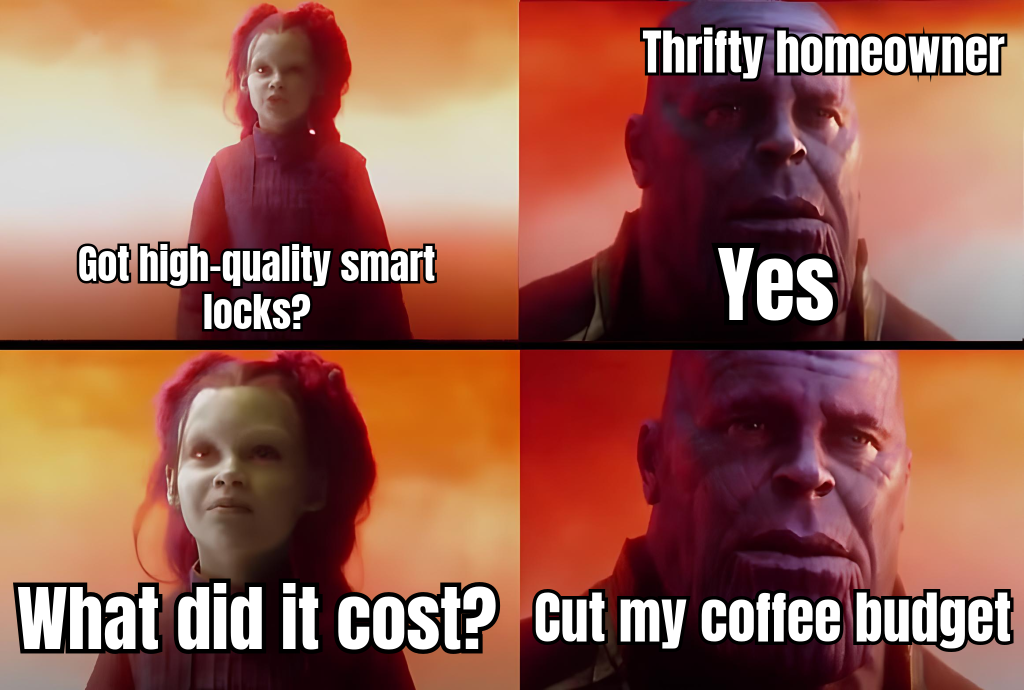 Thrifty homeowner
Got high-quality smart
locks?
Yes
What did it cost?
Cut my coffee budget